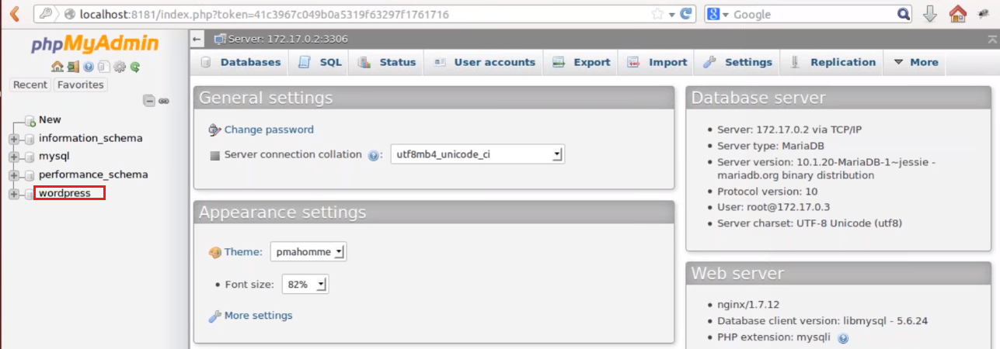 localhost:8181/index.php?token=41c3967c049b0a5319f63297f1761716
Google
phpMyAdmin
Recent Favorites
New
information_schema
mysql
performance_schema
wordpress
Server: 172.17.0.2:3306
Databases SQL Status User accounts Export Import Settings Replication More
General settings
Change password
Server connection collation : utf8mb4_unicode_ci
Appearance settings
Theme: pmahomme
• Font size: 82%
More settings
Database server
• Server: 172.17.0.2 via TCP/IP
• Server type: MariaDB
• Server version: 10.1.20-MariaDB-1~jessie -
mariadb.org binary distribution
• Protocol version: 10
• User: root@172.17.0.3
• Server charset: UTF-8 Unicode (utf8)
Web server
• nginx/1.7.12
• Database client version: libmysql - 5.6.24
• PHP extension: mysqli